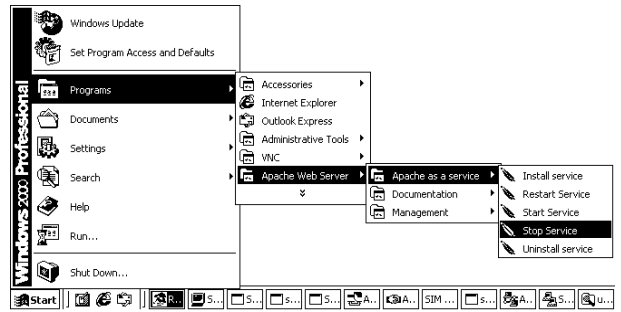 Windows 2000 Professional
Windows Update
Set Program Access and Defaults
Programs
Documents
Settings
Search
Help
Run...
Shut Down...
Accessories
Internet Explorer
Outlook Express
Administrative Tools
VNC
Apache Web Server
Apache as a service
Documentation
Management
Install service
Restart Service
Start Service
Stop Service
Uninstall service
Start
R...
S...
S...
s...
S...
A...
A...
SIM ...
s...
A...
S...
u...